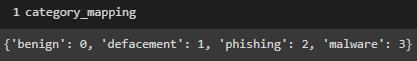 1 category_mapping
{'benign': 0, 'defacement': 1, 'phishing': 2, 'malware': 3}